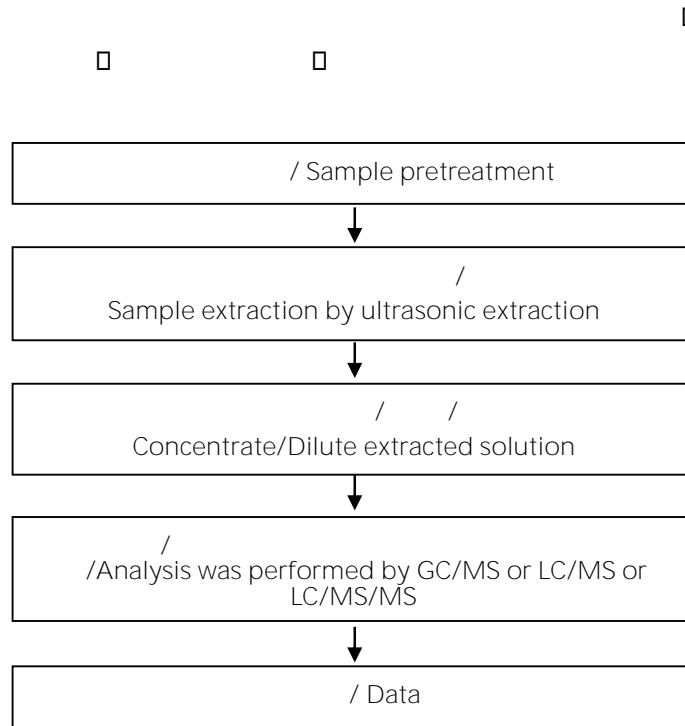 / Sample pretreatment
/
Sample extraction by ultrasonic extraction
/ /
Concentrate/Dilute extracted solution
/
/Analysis was performed by GC/MS or LC/MS or
LC/MS/MS
/ Data